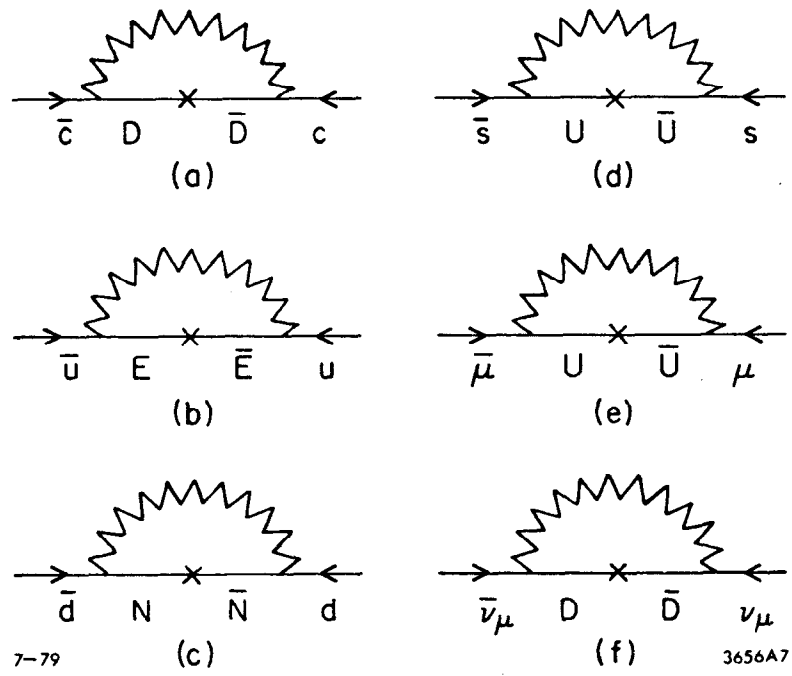 c̄ D D̄ c
(a)
s̄ U Ū s
(d)
ū E Ē u
(b)
μ̄ U Ū μ
(e)
d̄ N N̄ d
(c)
ν̄μ D D̄ νμ
(f)
7–79
3656A7